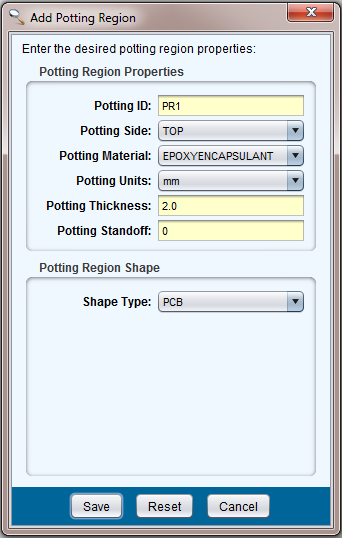 Add Potting Region
Enter the desired potting region properties:
Potting Region Properties
Potting ID: PR1
Potting Side: TOP
Potting Material: EPOXYENCAPSULANT
Potting Units: mm
Potting Thickness: 2.0
Potting Standoff: 0
Potting Region Shape
Shape Type: PCB
Save Reset Cancel